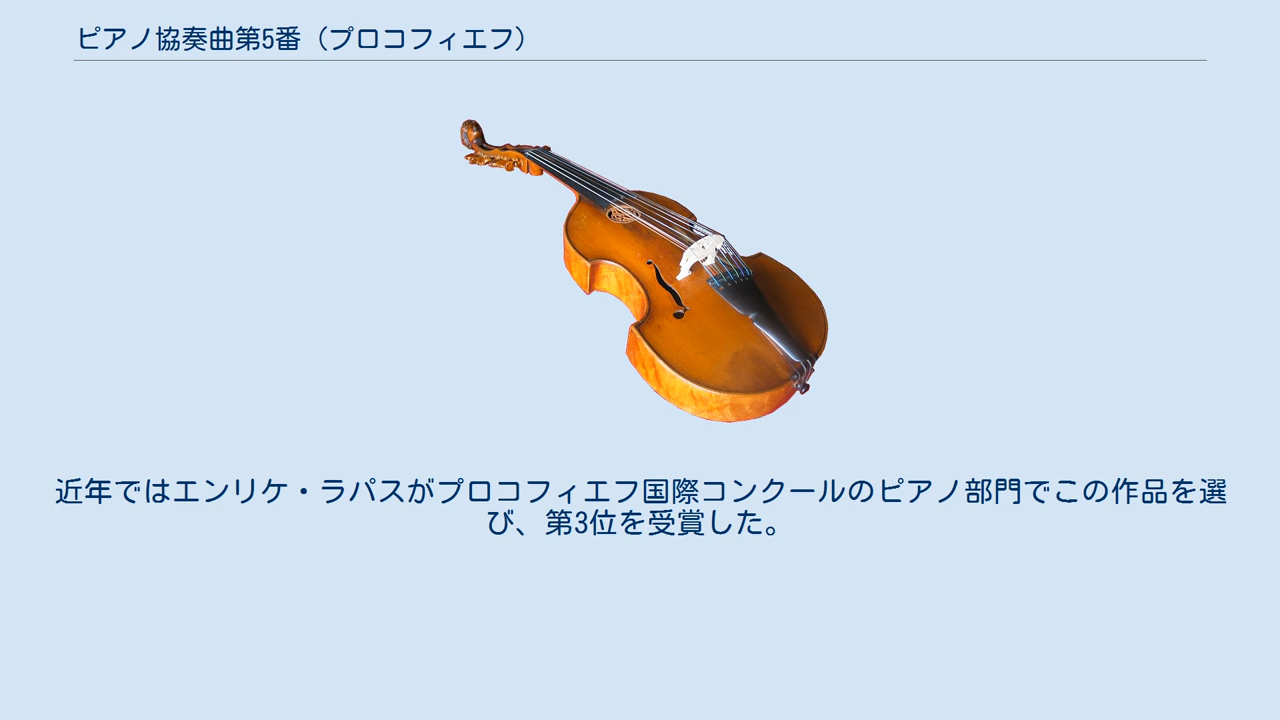 ピアノ協奏曲第5番（プロコフィエフ）
近年ではエンリケ・ラパスがプロコフィエフ国際コンクールのピアノ部門でこの作品を選
び、第3位を受賞した。